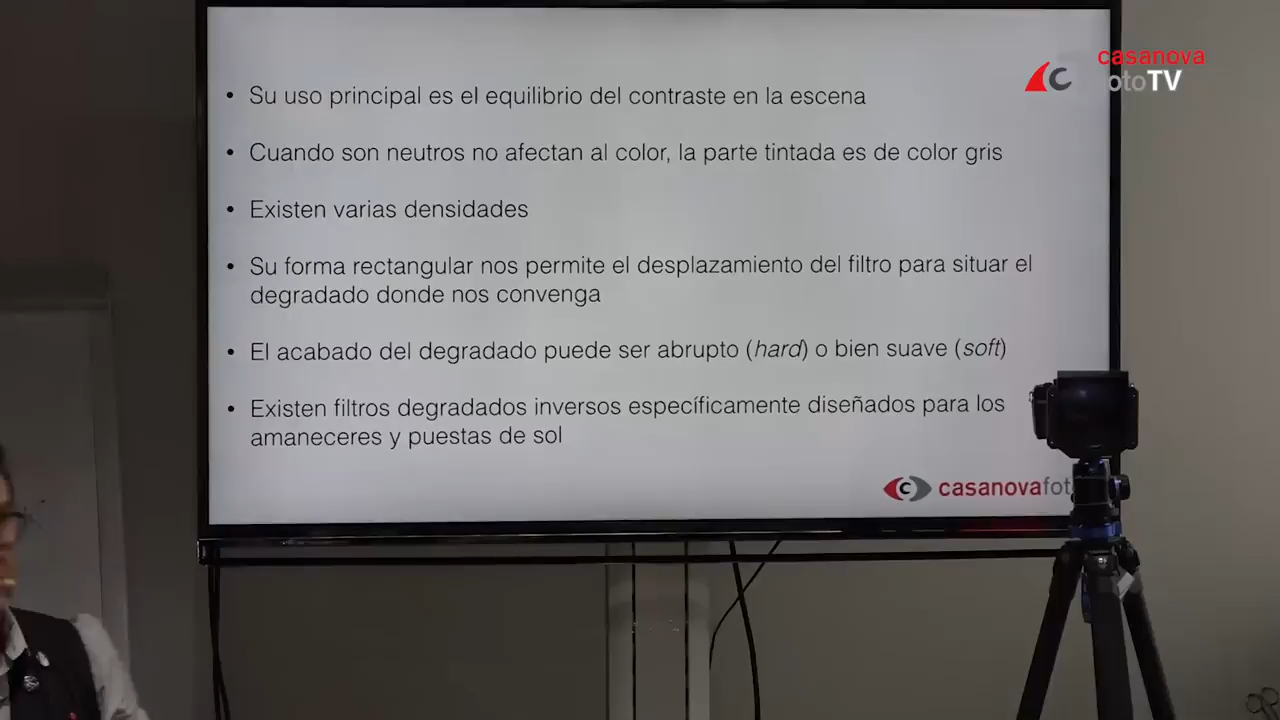 casanova
fotoTV
• Su uso principal es el equilibrio del contraste en la escena
• Cuando son neutros no afectan al color, la parte tintada es de color gris
• Existen varias densidades
• Su forma rectangular nos permite el desplazamiento del filtro para situar el
degradado donde nos convenga
• El acabado del degradado puede ser abrupto (hard) o bien suave (soft)
• Existen filtros degradados inversos específicamente diseñados para los
amaneceres y puestas de sol
casanovafot